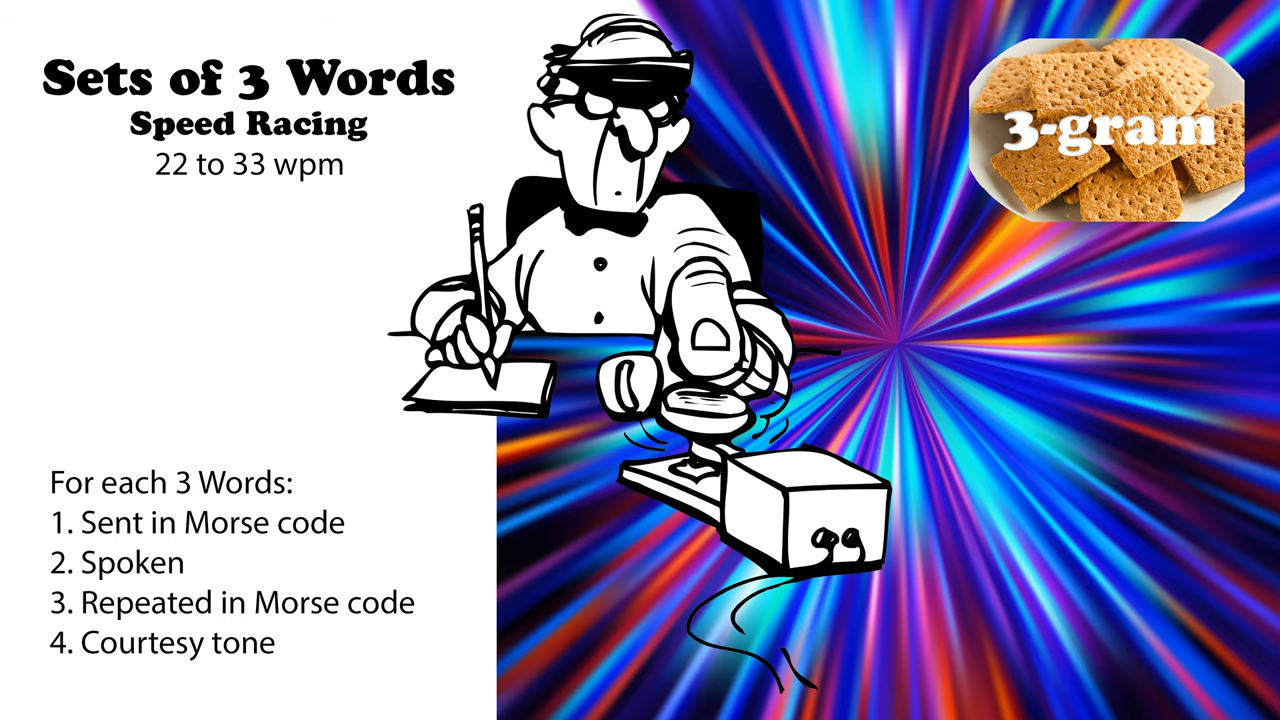 Sets of 3 Words
Speed Racing
22 to 33 wpm
3-gram
For each 3 Words:
1. Sent in Morse code
2. Spoken
3. Repeated in Morse code
4. Courtesy tone